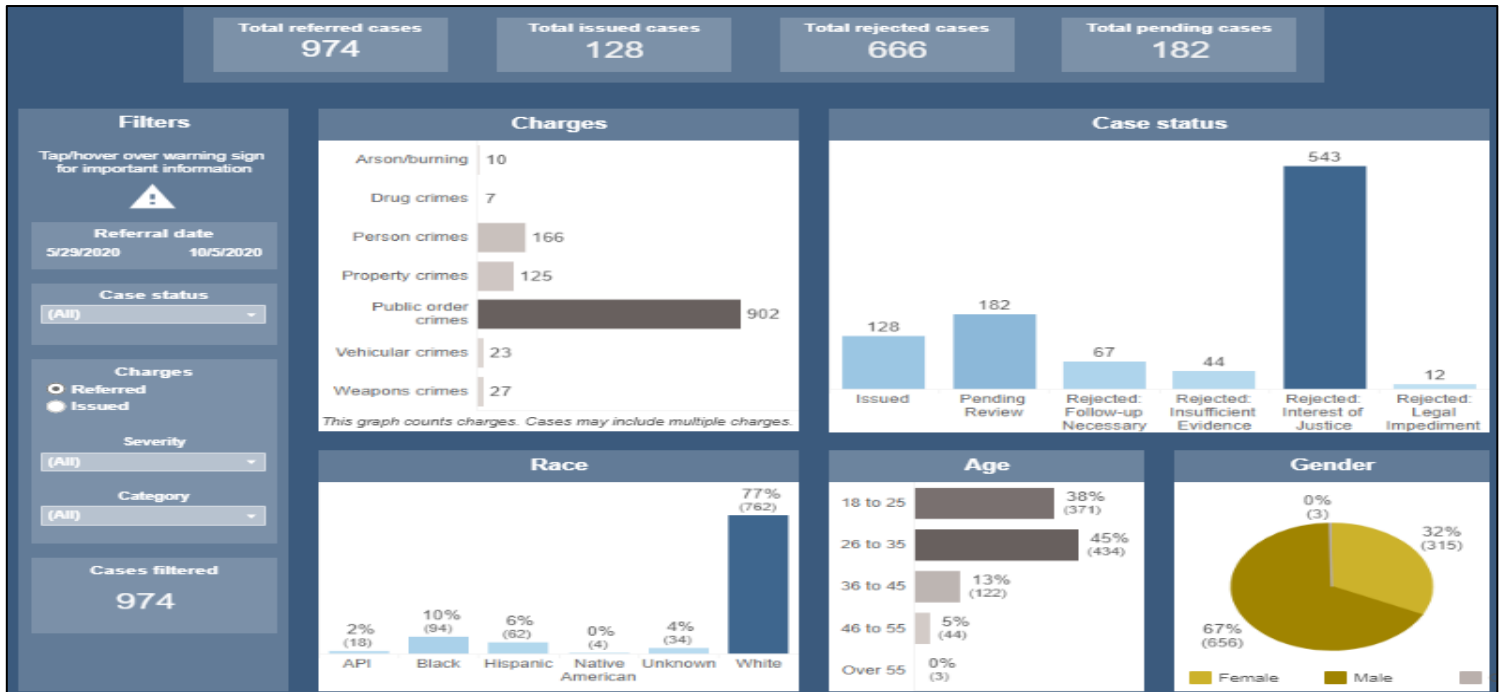 Total referred cases
974
Total issued cases
128
Total rejected cases
666
Total pending cases
182
Filters
Tap/hover over warning sign
for important information
Referral date
5/29/2020 10/5/2020
Case status
(All)
Charges
Referred
Issued
Severity
(All)
Category
(All)
Cases filtered
974
Charges
Arson/burning 10
Drug crimes 7
Person crimes 166
Property crimes 125
Public order
crimes 902
Vehicular crimes 23
Weapons crimes 27
This graph counts charges. Cases may include multiple charges.
Case status
128
Issued
182
Pending
Review
67
Rejected:
Follow-up
Necessary
44
Rejected:
Insufficient
Evidence
543
Rejected:
Interest of
Justice
12
Rejected:
Legal
Impediment
Race
2%
(18)
API
10%
(94)
Black
6%
(62)
Hispanic
0%
(4)
Native
American
4%
(34)
Unknown
77%
(762)
White
Age
18 to 25 38%
(371)
26 to 35 45%
(434)
36 to 45 13%
(122)
46 to 55 5%
(44)
Over 55 0%
(3)
Gender
0%
(3)
32%
(315)
67%
(656)
Female Male